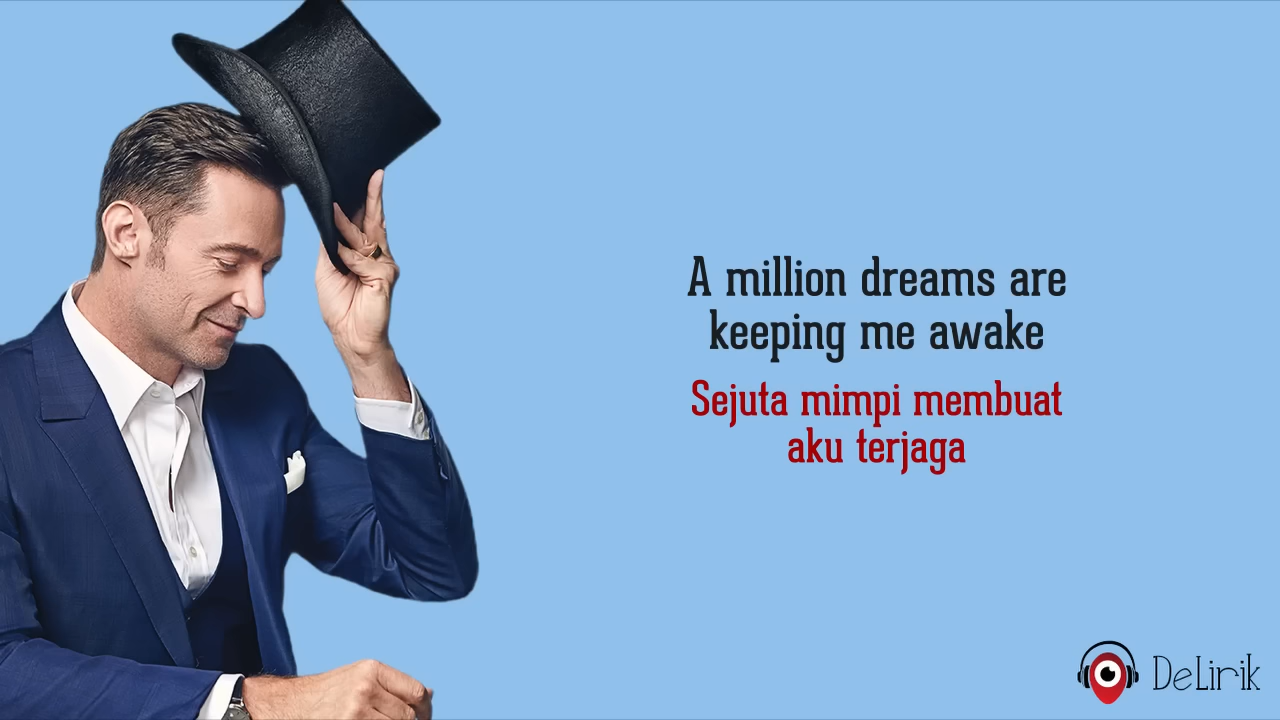 A million dreams are
keeping me awake
Sejuta mimpi membuat
aku terjaga
DeLirik